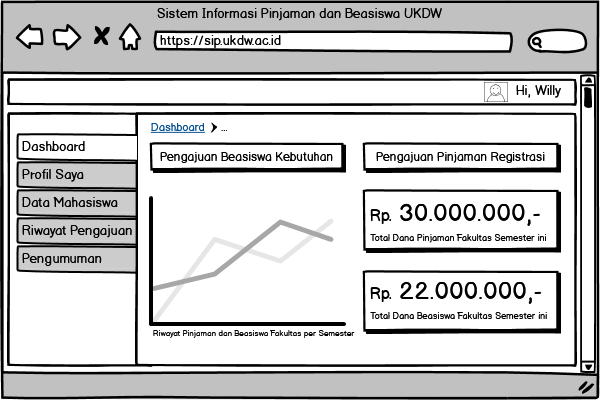 Sistem Informasi Pinjaman dan Beasiswa UKDW
https://sip.ukdw.ac.id
Hi, Willy
Dashboard
Profil Saya
Data Mahasiswa
Riwayat Pengajuan
Pengumuman
Dashboard ❯ ...
Pengajuan Beasiswa Kebutuhan
Pengajuan Pinjaman Registrasi
Riwayat Pinjaman dan Beasiswa Fakultas per Semester
Rp. 30.000.000,-
Total Dana Pinjaman Fakultas Semester ini
Rp. 22.000.000,-
Total Dana Beasiswa Fakultas Semester ini